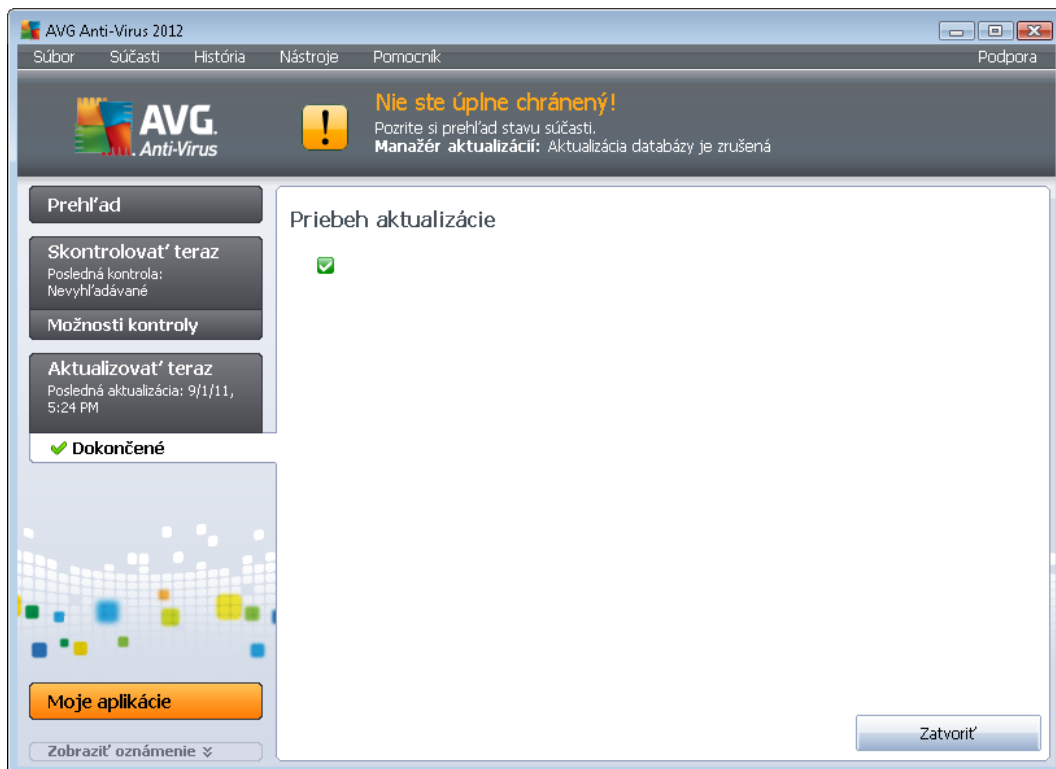 AVG Anti-Virus 2012
Súbor Súčasti História Nástroje Pomocník Podpora
AVG.
Anti-Virus
Nie ste úplne chránený!
Pozrite si prehľad stavu súčasti.
Manažér aktualizácií: Aktualizácia databázy je zrušená
Prehľad
Skontrolovať teraz
Posledná kontrola:
Nevyhľadávané
Možnosti kontroly
Aktualizovať teraz
Posledná aktualizácia: 9/1/11,
5:24 PM
Dokončené
Moje aplikácie
Zobraziť oznámenie
Priebeh aktualizácie
Zatvoriť